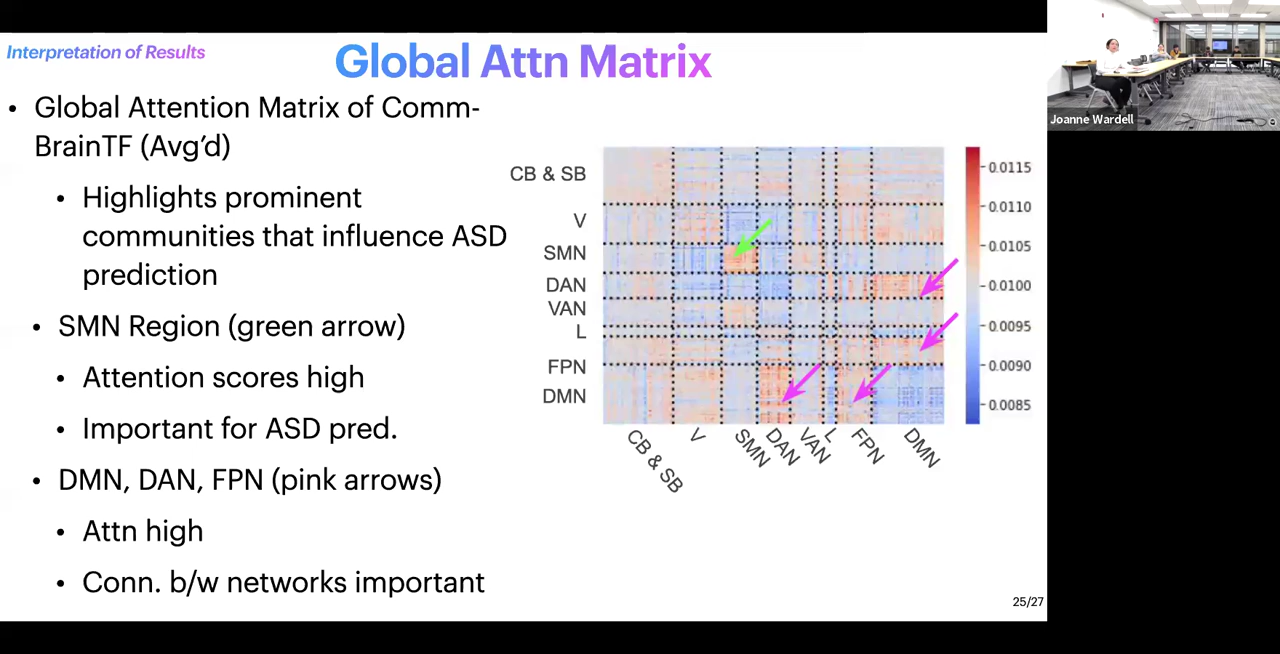 Interpretation of Results
Global Attn Matrix
• Global Attention Matrix of Comm-
BrainTF (Avg’d)
• Highlights prominent
communities that influence ASD
prediction
• SMN Region (green arrow)
• Attention scores high
• Important for ASD pred.
• DMN, DAN, FPN (pink arrows)
• Attn high
• Conn. b/w networks important
CB & SB
V
SMN
DAN
VAN
L
FPN
DMN
CB & SB
V
SMN
DAN
VAN
L
FPN
DMN
0.0115
0.0110
0.0105
0.0100
0.0095
0.0090
0.0085
25/27
Joanne Wardell